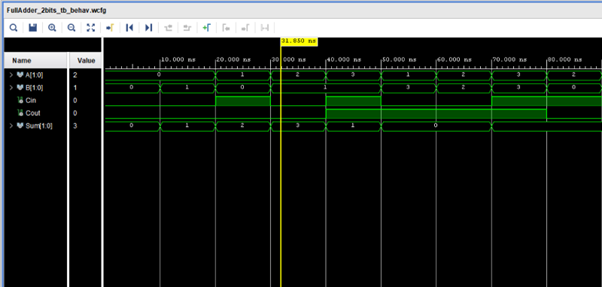 FullAdder_2bits_tb_behav.wcfg
31.850 ns
Name Value 10.000 ns 20.000 ns 30.000 ns 40.000 ns 50.000 ns 60.000 ns 70.000 ns 80.000 ns
A[1:0] 2 0 1 2 3 1 2 3 2
B[1:0] 1 0 1 0 1 3 2 3 0
Cin 0
Cout 0
Sum[1:0] 3 0 1 2 3 1 0